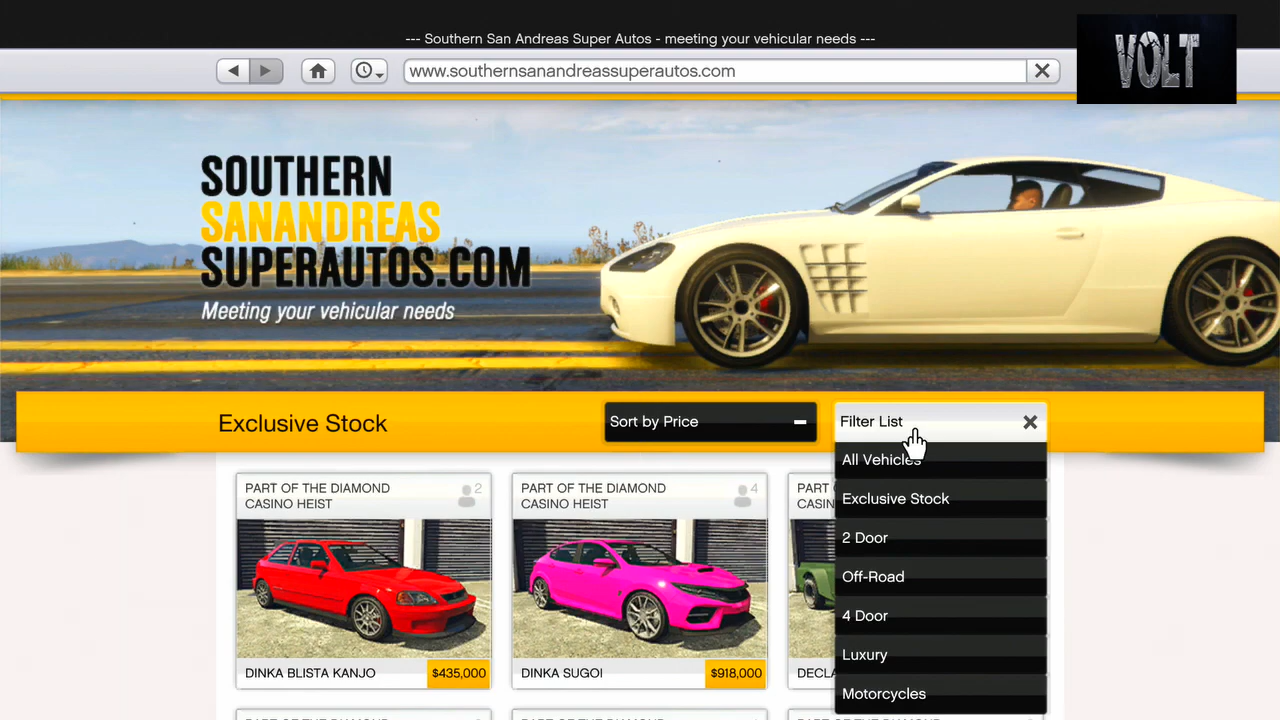 --- Southern San Andreas Super Autos - meeting your vehicular needs ---
VOLT
www.southernsanandreassuperautos.com
SOUTHERN
SANANDREAS
SUPERAUTOS.COM
Meeting your vehicular needs
Exclusive Stock
Sort by Price
Filter List
All Vehicles
Exclusive Stock
2 Door
Off-Road
4 Door
Luxury
Motorcycles
PART OF THE DIAMOND
CASINO HEIST
2
DINKA BLISTA KANJO
$435,000
PART OF THE DIAMOND
CASINO HEIST
4
DINKA SUGOI
$918,000